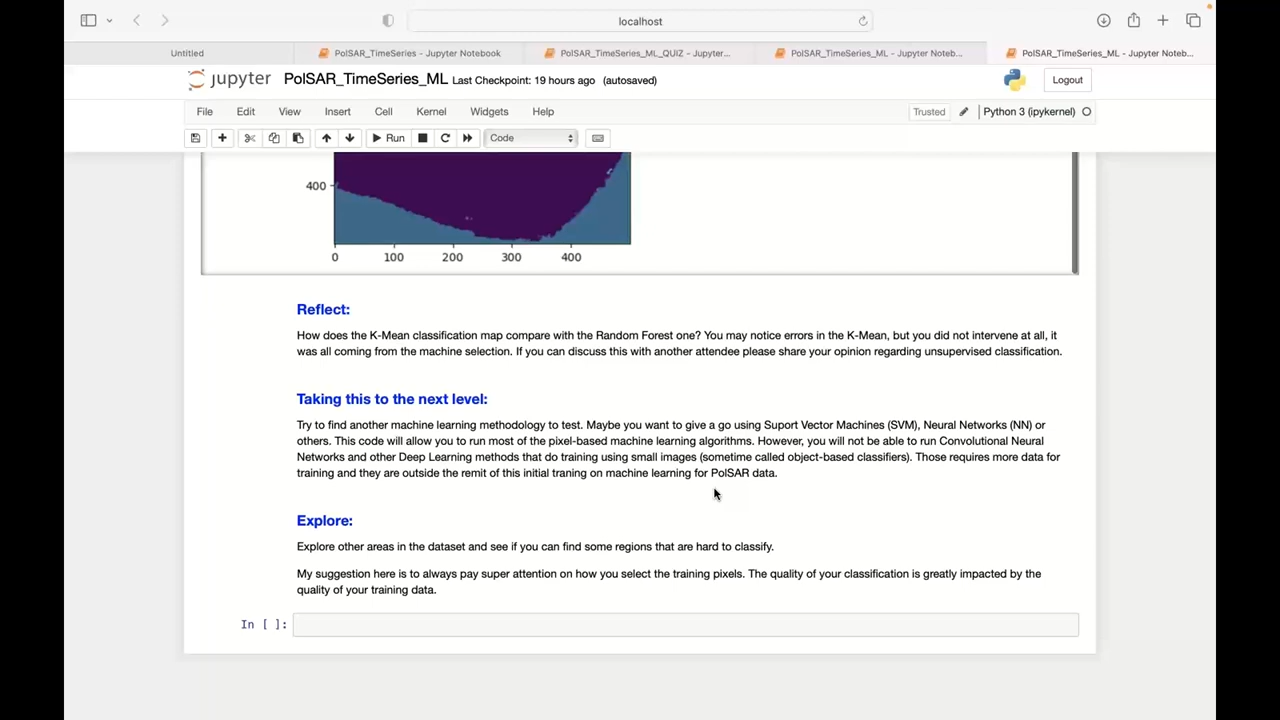 localhost
Untitled
PolSAR_TimeSeries - Jupyter Notebook
PolSAR_TimeSeries_ML_QUIZ - Jupyter...
PolSAR_TimeSeries_ML - Jupyter Noteb...
PolSAR_TimeSeries_ML - Jupyter Noteb...
jupyter PolSAR_TimeSeries_ML Last Checkpoint: 19 hours ago (autosaved)
Logout
File Edit View Insert Cell Kernel Widgets Help
Trusted Python 3 (ipykernel)
Run Code
400
0 100 200 300 400
Reflect:
How does the K-Mean classification map compare with the Random Forest one? You may notice errors in the K-Mean, but you did not intervene at all, it
was all coming from the machine selection. If you can discuss this with another attendee please share your opinion regarding unsupervised classification.
Taking this to the next level:
Try to find another machine learning methodology to test. Maybe you want to give a go using Suport Vector Machines (SVM), Neural Networks (NN) or
others. This code will allow you to run most of the pixel-based machine learning algorithms. However, you will not be able to run Convolutional Neural
Networks and other Deep Learning methods that do training using small images (sometime called object-based classifiers). Those requires more data for
training and they are outside the remit of this initial traning on machine learning for PolSAR data.
Explore:
Explore other areas in the dataset and see if you can find some regions that are hard to classify.
My suggestion here is to always pay super attention on how you select the training pixels. The quality of your classification is greatly impacted by the
quality of your training data.
In [ ]: